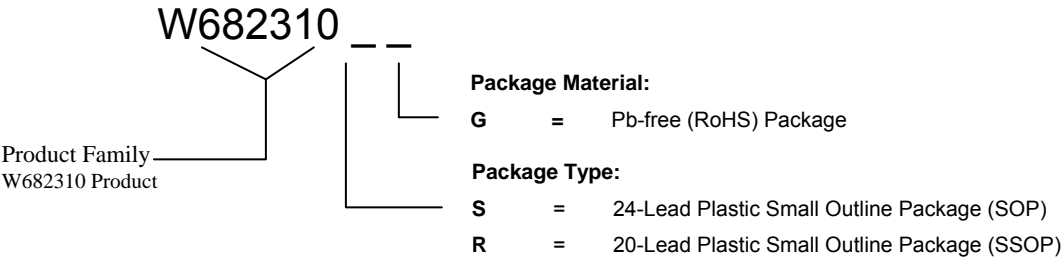 W682310 _ _
Package Material:
G = Pb-free (RoHS) Package
Product Family
W682310 Product
Package Type:
S = 24-Lead Plastic Small Outline Package (SOP)
R = 20-Lead Plastic Small Outline Package (SSOP)